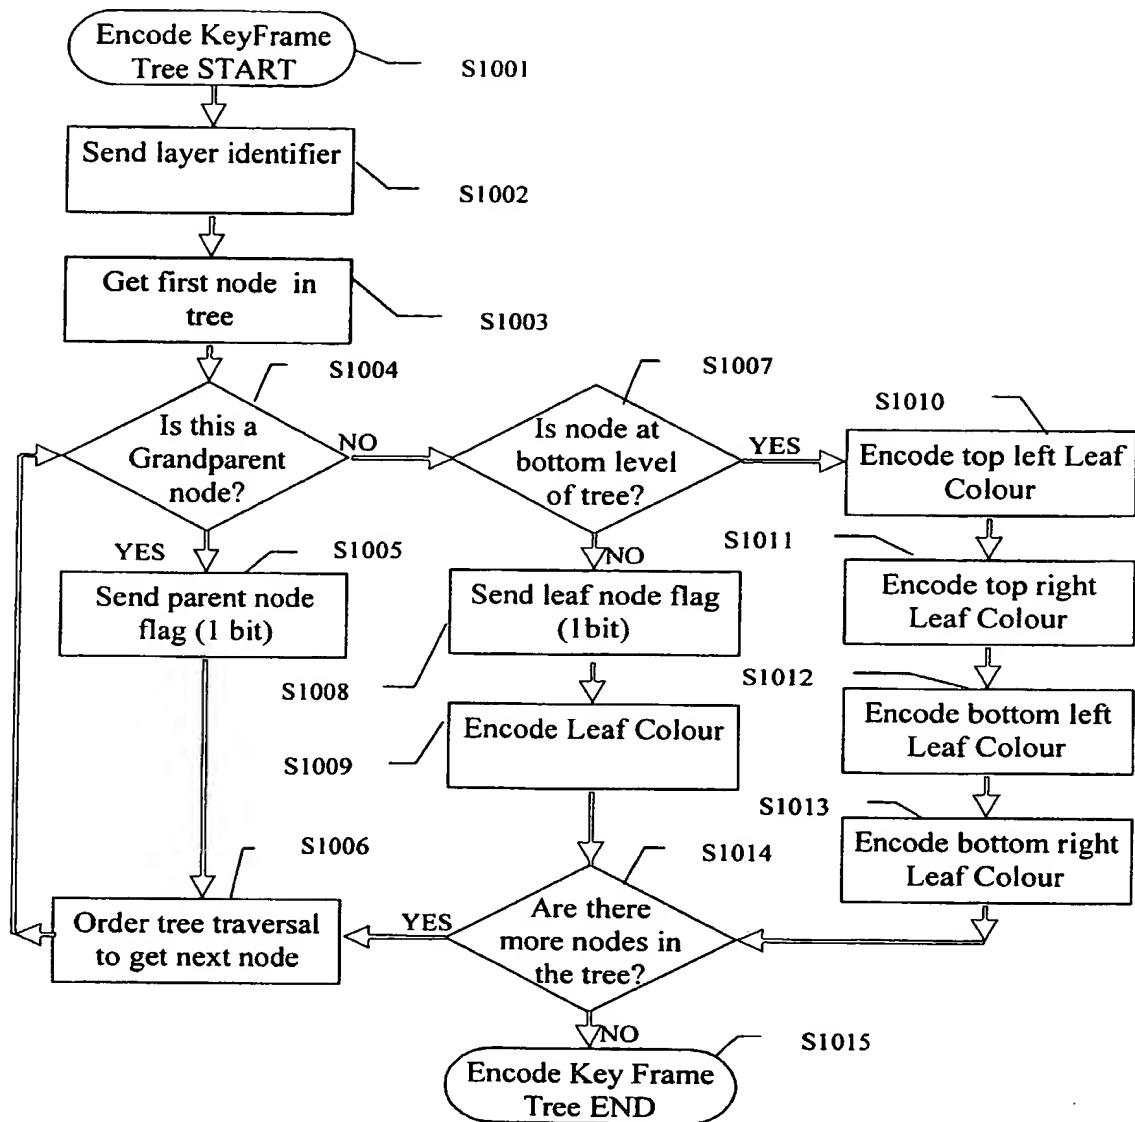 Encode KeyFrame
Tree START
S1001
Send layer identifier
S1002
Get first node in
tree
S1003
S1004
Is this a
Grandparent
node?
NO
S1007
Is node at
bottom level
of tree?
YES
S1010
Encode top left Leaf
Colour
YES
S1005
Send parent node
flag (1 bit)
NO
Send leaf node flag
(1bit)
S1008
S1011
Encode top right
Leaf Colour
Encode Leaf Colour
S1009
S1012
Encode bottom left
Leaf Colour
S1013
Encode bottom right
Leaf Colour
S1006
Order tree traversal
to get next node
YES
S1014
Are there
more nodes in
the tree?
NO
S1015
Encode Key Frame
Tree END